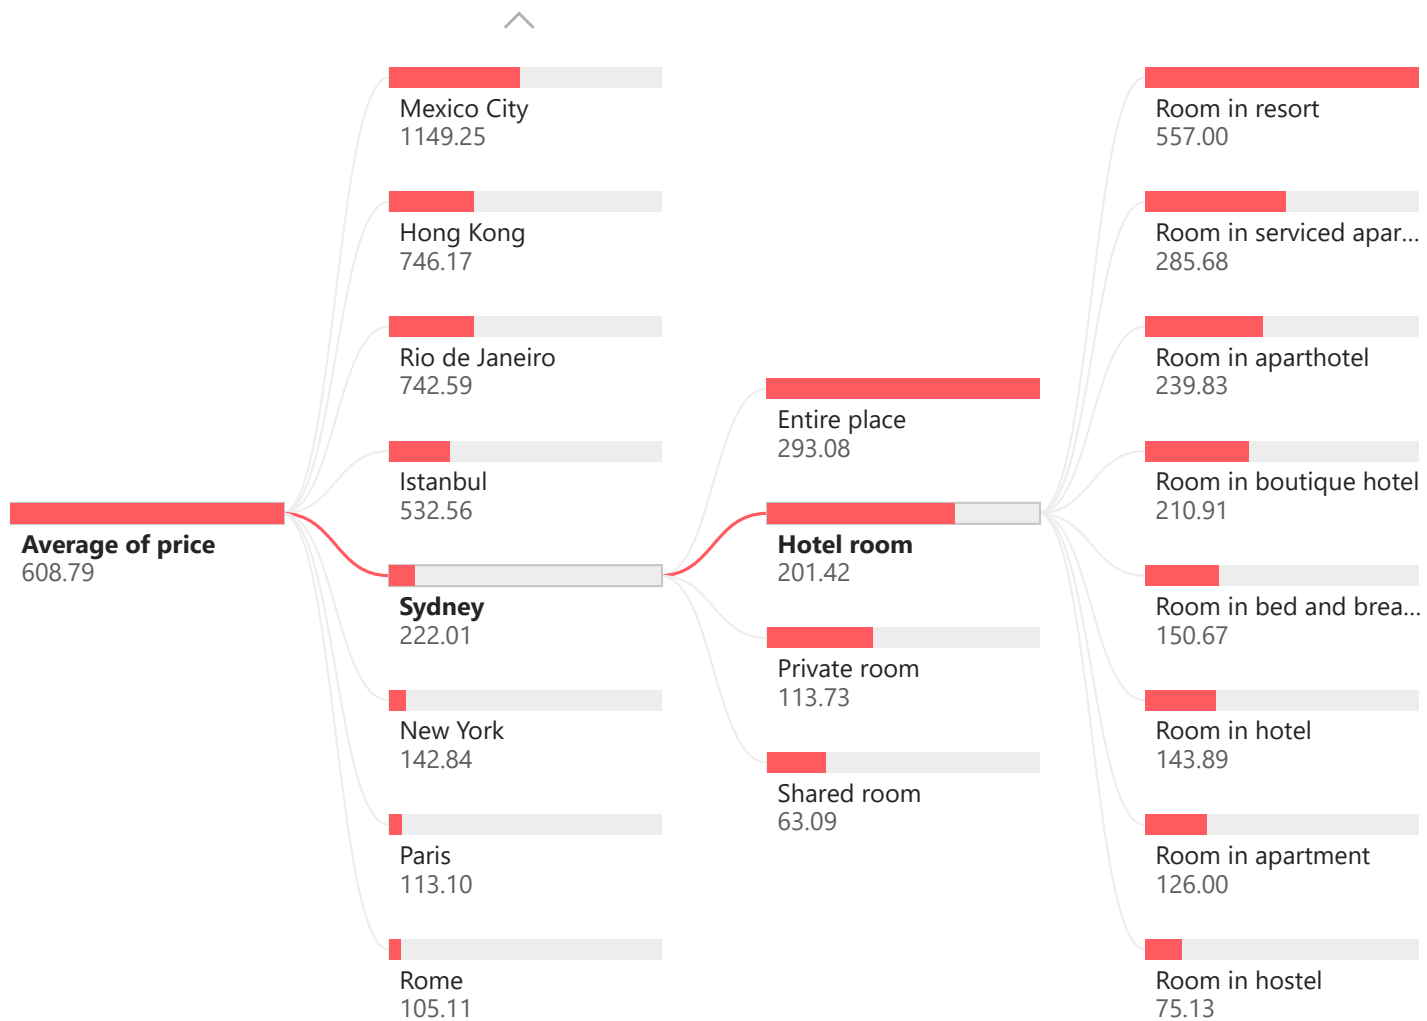 Average of price
608.79
Mexico City
1149.25
Hong Kong
746.17
Rio de Janeiro
742.59
Istanbul
532.56
Sydney
222.01
New York
142.84
Paris
113.10
Rome
105.11
Entire place
293.08
Hotel room
201.42
Private room
113.73
Shared room
63.09
Room in resort
557.00
Room in serviced apar...
285.68
Room in aparthotel
239.83
Room in boutique hotel
210.91
Room in bed and brea...
150.67
Room in hotel
143.89
Room in apartment
126.00
Room in hostel
75.13